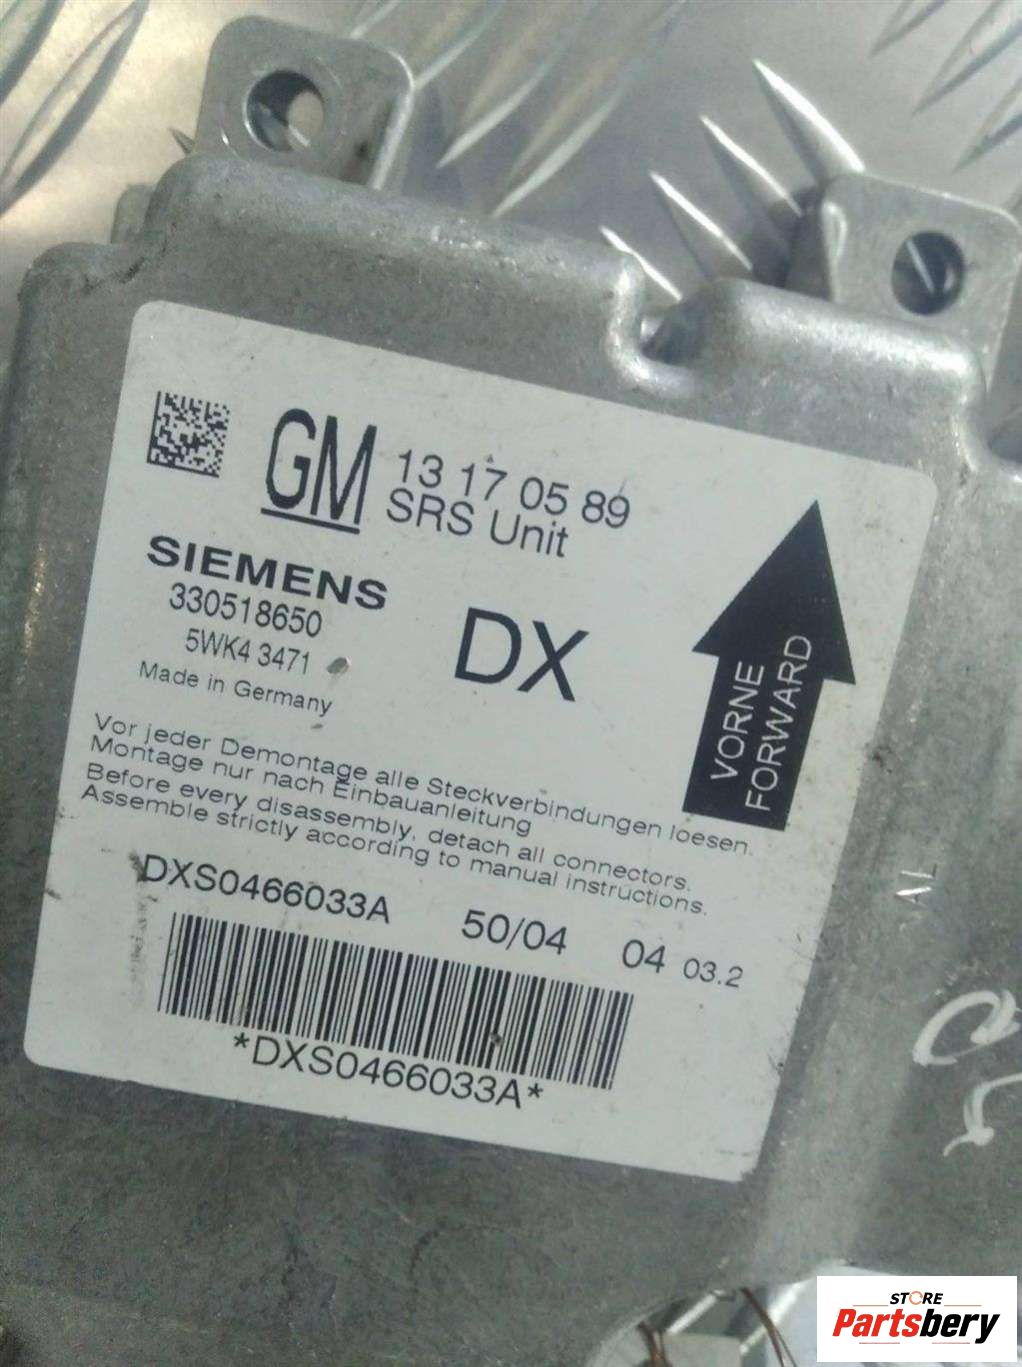 GM 13 17 05 89
SRS Unit
SIEMENS
330518650
5WK4 3471
Made in Germany
DX
VORNE
FORWARD
Vor jeder Demontage alle Steckverbindungen loesen.
Montage nur nach Einbauanleitung
Before every disassembly, detach all connectors.
Assemble strictly according to manual instructions.
DXS0466033A 50/04 04 03.2
*DXS0466033A*
AL
STORE
Partsbery